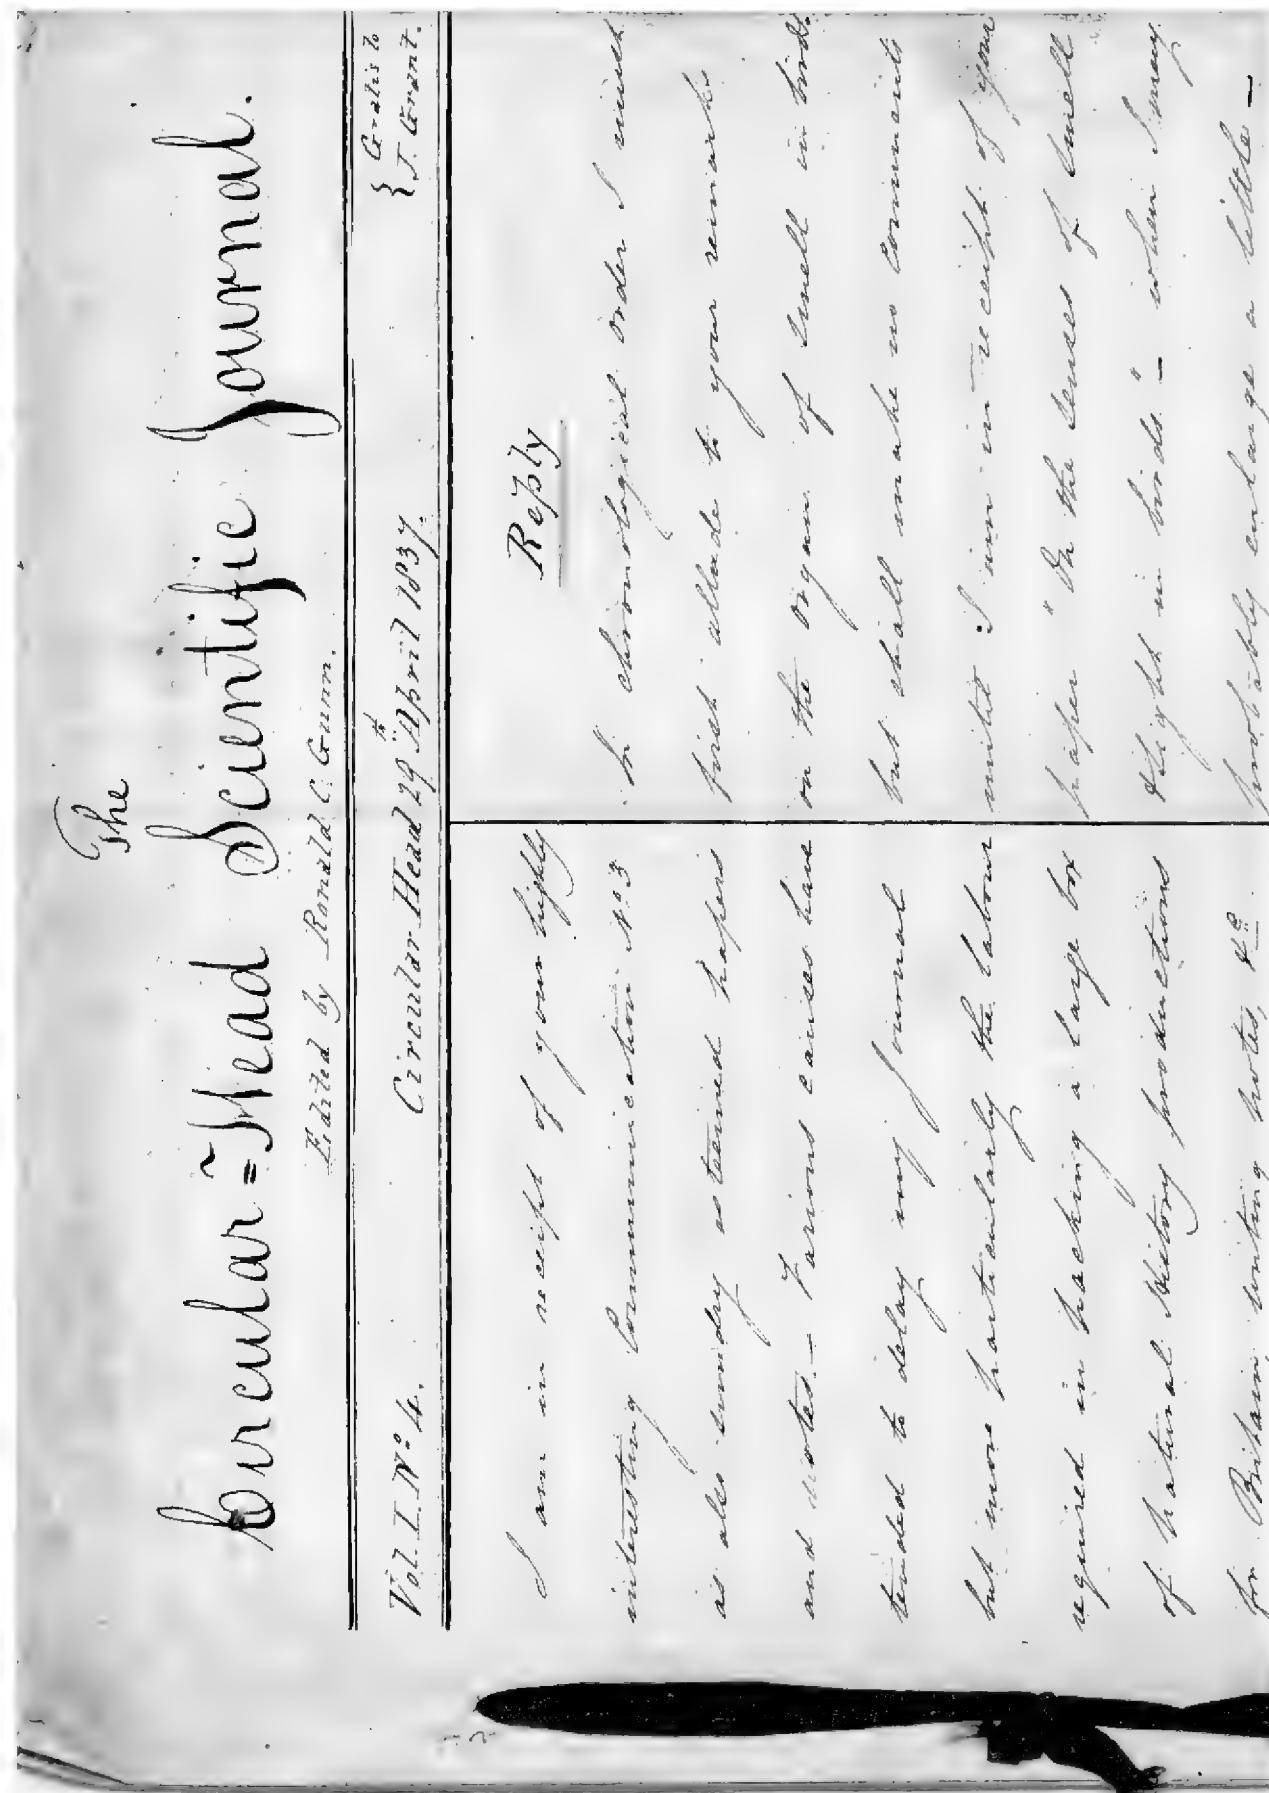 The
Circular=Head Scientific Journal.
Edited by Ronald C. Gunn.
Vol. I. No. 4.
Circular Head 29th April 1837.
{ Gratis to
J. Grant.
I am in receipt of your highly
interesting Communication No. 3
as also sundry esteemed papers
and notes. — Various causes have
tended to delay my Journal
but more particularly the labour
required in packing a large box
of Natural History productions
for Britain, writing notes, &c.
Reply
In chronological order I must
first allude to your remarks
on the organ of smell in birds
but shall make no comments
until I am in receipt of your
paper "On the senses of smell
& sight in birds" — when I may
probably enlarge a little —